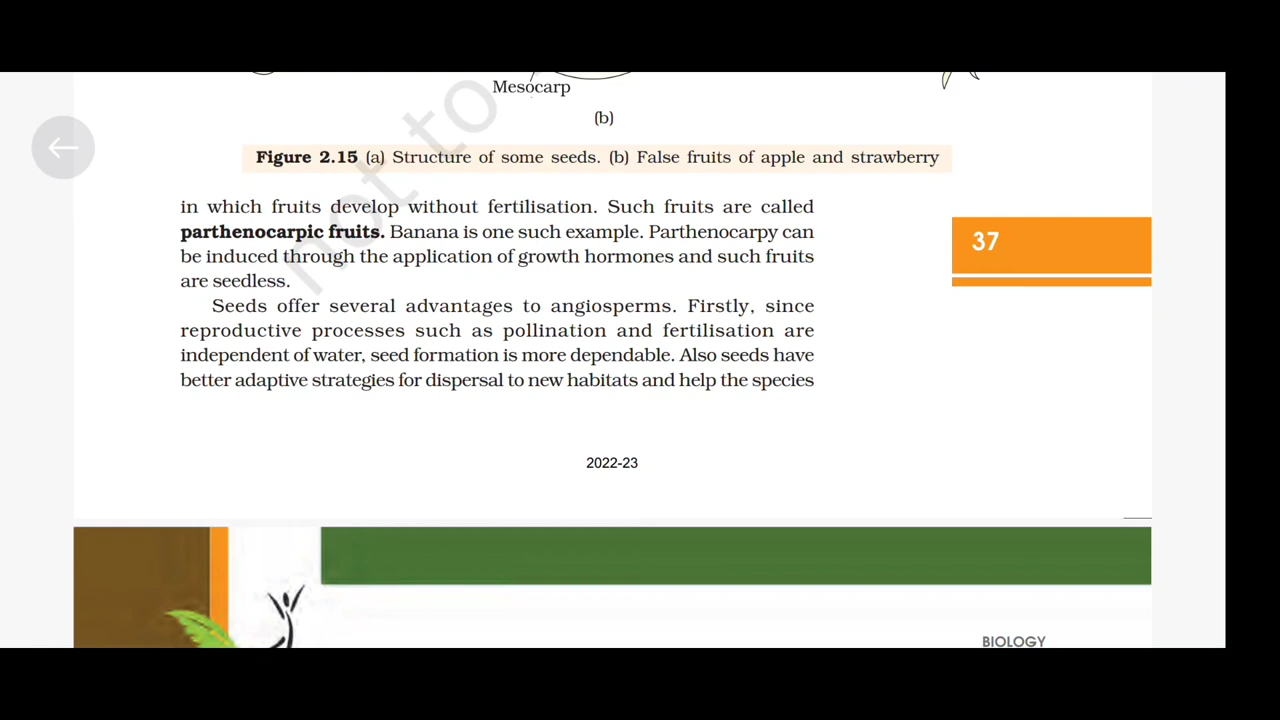 Mesocarp
(b)
Figure 2.15 (a) Structure of some seeds. (b) False fruits of apple and strawberry
in which fruits develop without fertilisation. Such fruits are called
parthenocarpic fruits. Banana is one such example. Parthenocarpy can
be induced through the application of growth hormones and such fruits
are seedless.
Seeds offer several advantages to angiosperms. Firstly, since
reproductive processes such as pollination and fertilisation are
independent of water, seed formation is more dependable. Also seeds have
better adaptive strategies for dispersal to new habitats and help the species
37
not to
2022-23
BIOLOGY